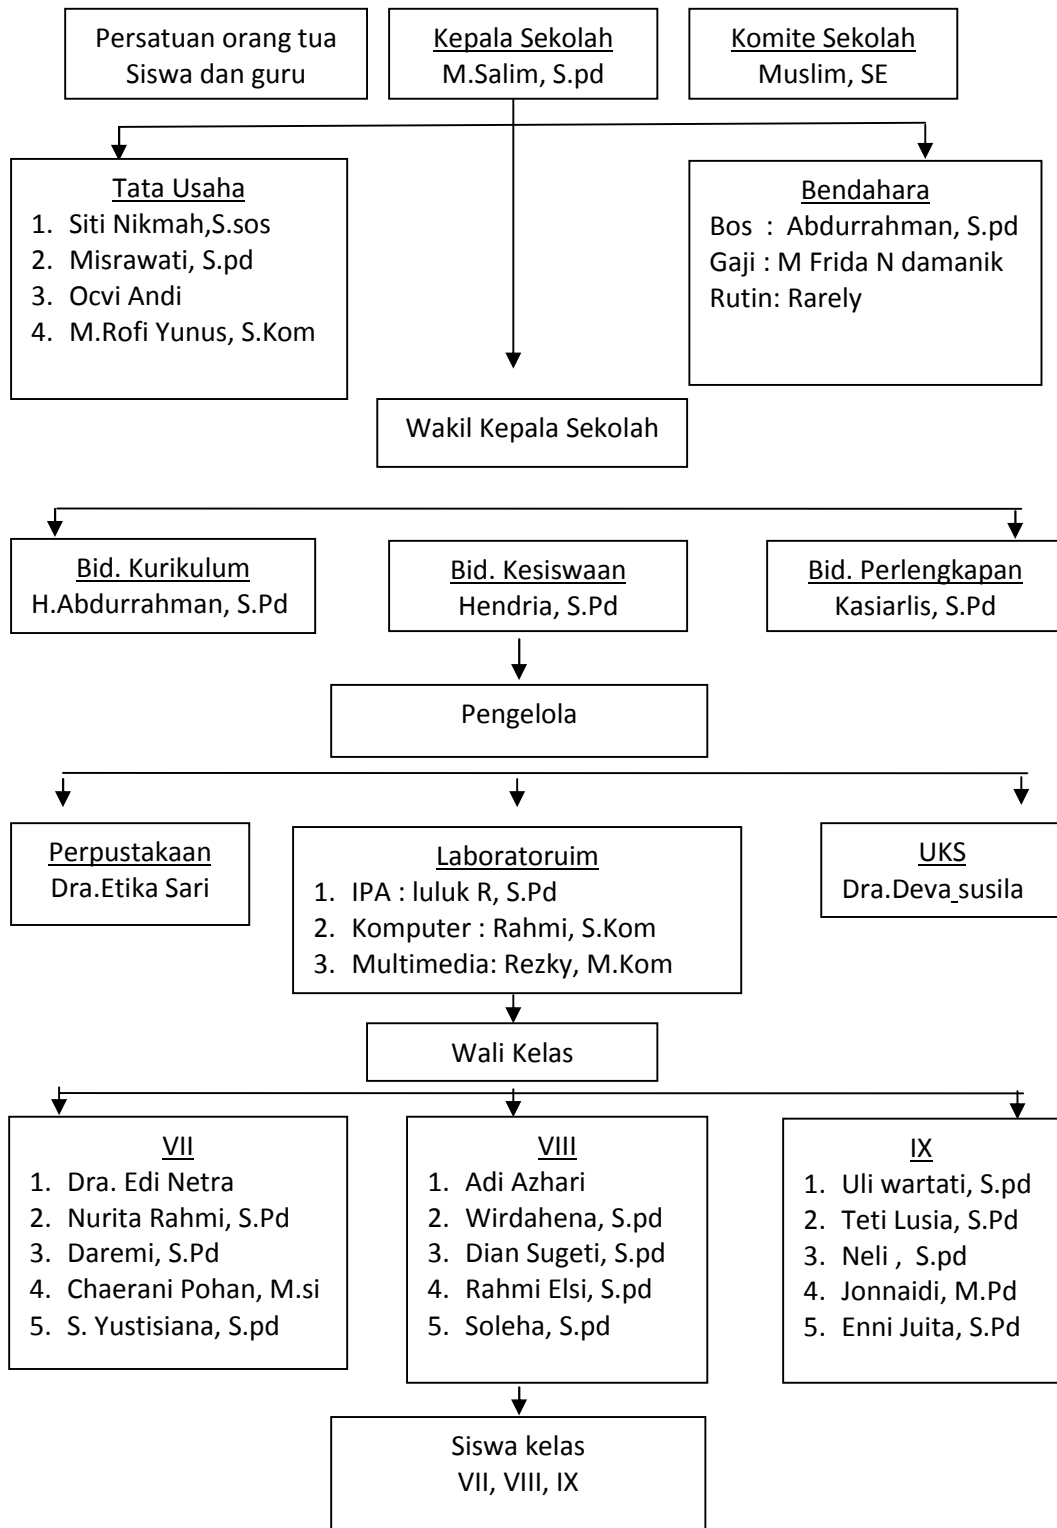 Persatuan orang tua
Siswa dan guru
Kepala Sekolah
M.Salim, S.pd
Komite Sekolah
Muslim, SE
Tata Usaha
1. Siti Nikmah,S.sos
2. Misrawati, S.pd
3. Ocvi Andi
4. M.Rofi Yunus, S.Kom
Bendahara
Bos : Abdurrahman, S.pd
Gaji : M Frida N damanik
Rutin: Rarely
Wakil Kepala Sekolah
Bid. Kurikulum
H.Abdurrahman, S.Pd
Bid. Kesiswaan
Hendria, S.Pd
Bid. Perlengkapan
Kasiarlis, S.Pd
Pengelola
Perpustakaan
Dra.Etika Sari
Laboratoruim
1. IPA : luluk R, S.Pd
2. Komputer : Rahmi, S.Kom
3. Multimedia: Rezky, M.Kom
UKS
Dra.Deva susila
Wali Kelas
VII
1. Dra. Edi Netra
2. Nurita Rahmi, S.Pd
3. Daremi, S.Pd
4. Chaerani Pohan, M.si
5. S. Yustisiana, S.pd
VIII
1. Adi Azhari
2. Wirdahena, S.pd
3. Dian Sugeti, S.pd
4. Rahmi Elsi, S.pd
5. Soleha, S.pd
IX
1. Uli wartati, S.pd
2. Teti Lusia, S.Pd
3. Neli , S.pd
4. Jonnaidi, M.Pd
5. Enni Juita, S.Pd
Siswa kelas
VII, VIII, IX